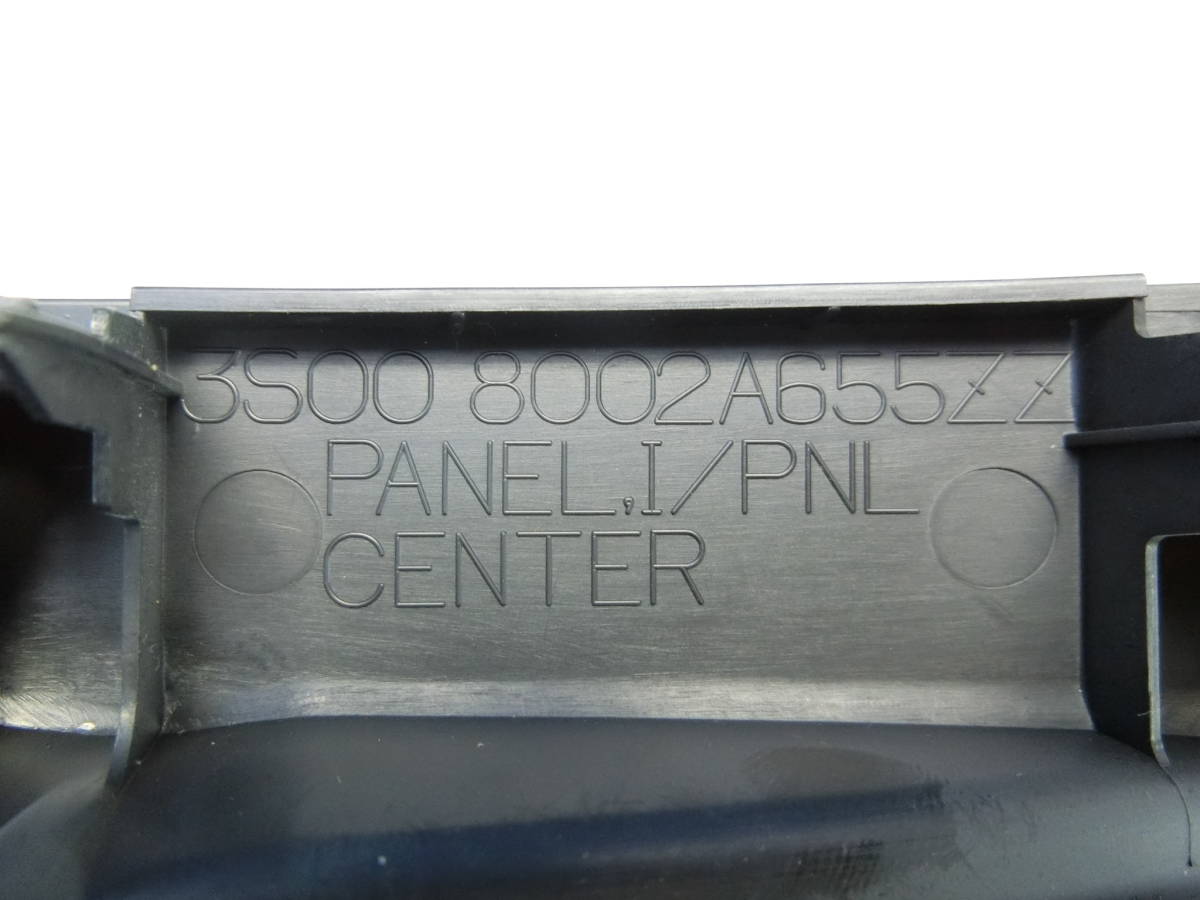 3S00 8002A655ZZ
PANEL,I/PNL
CENTER